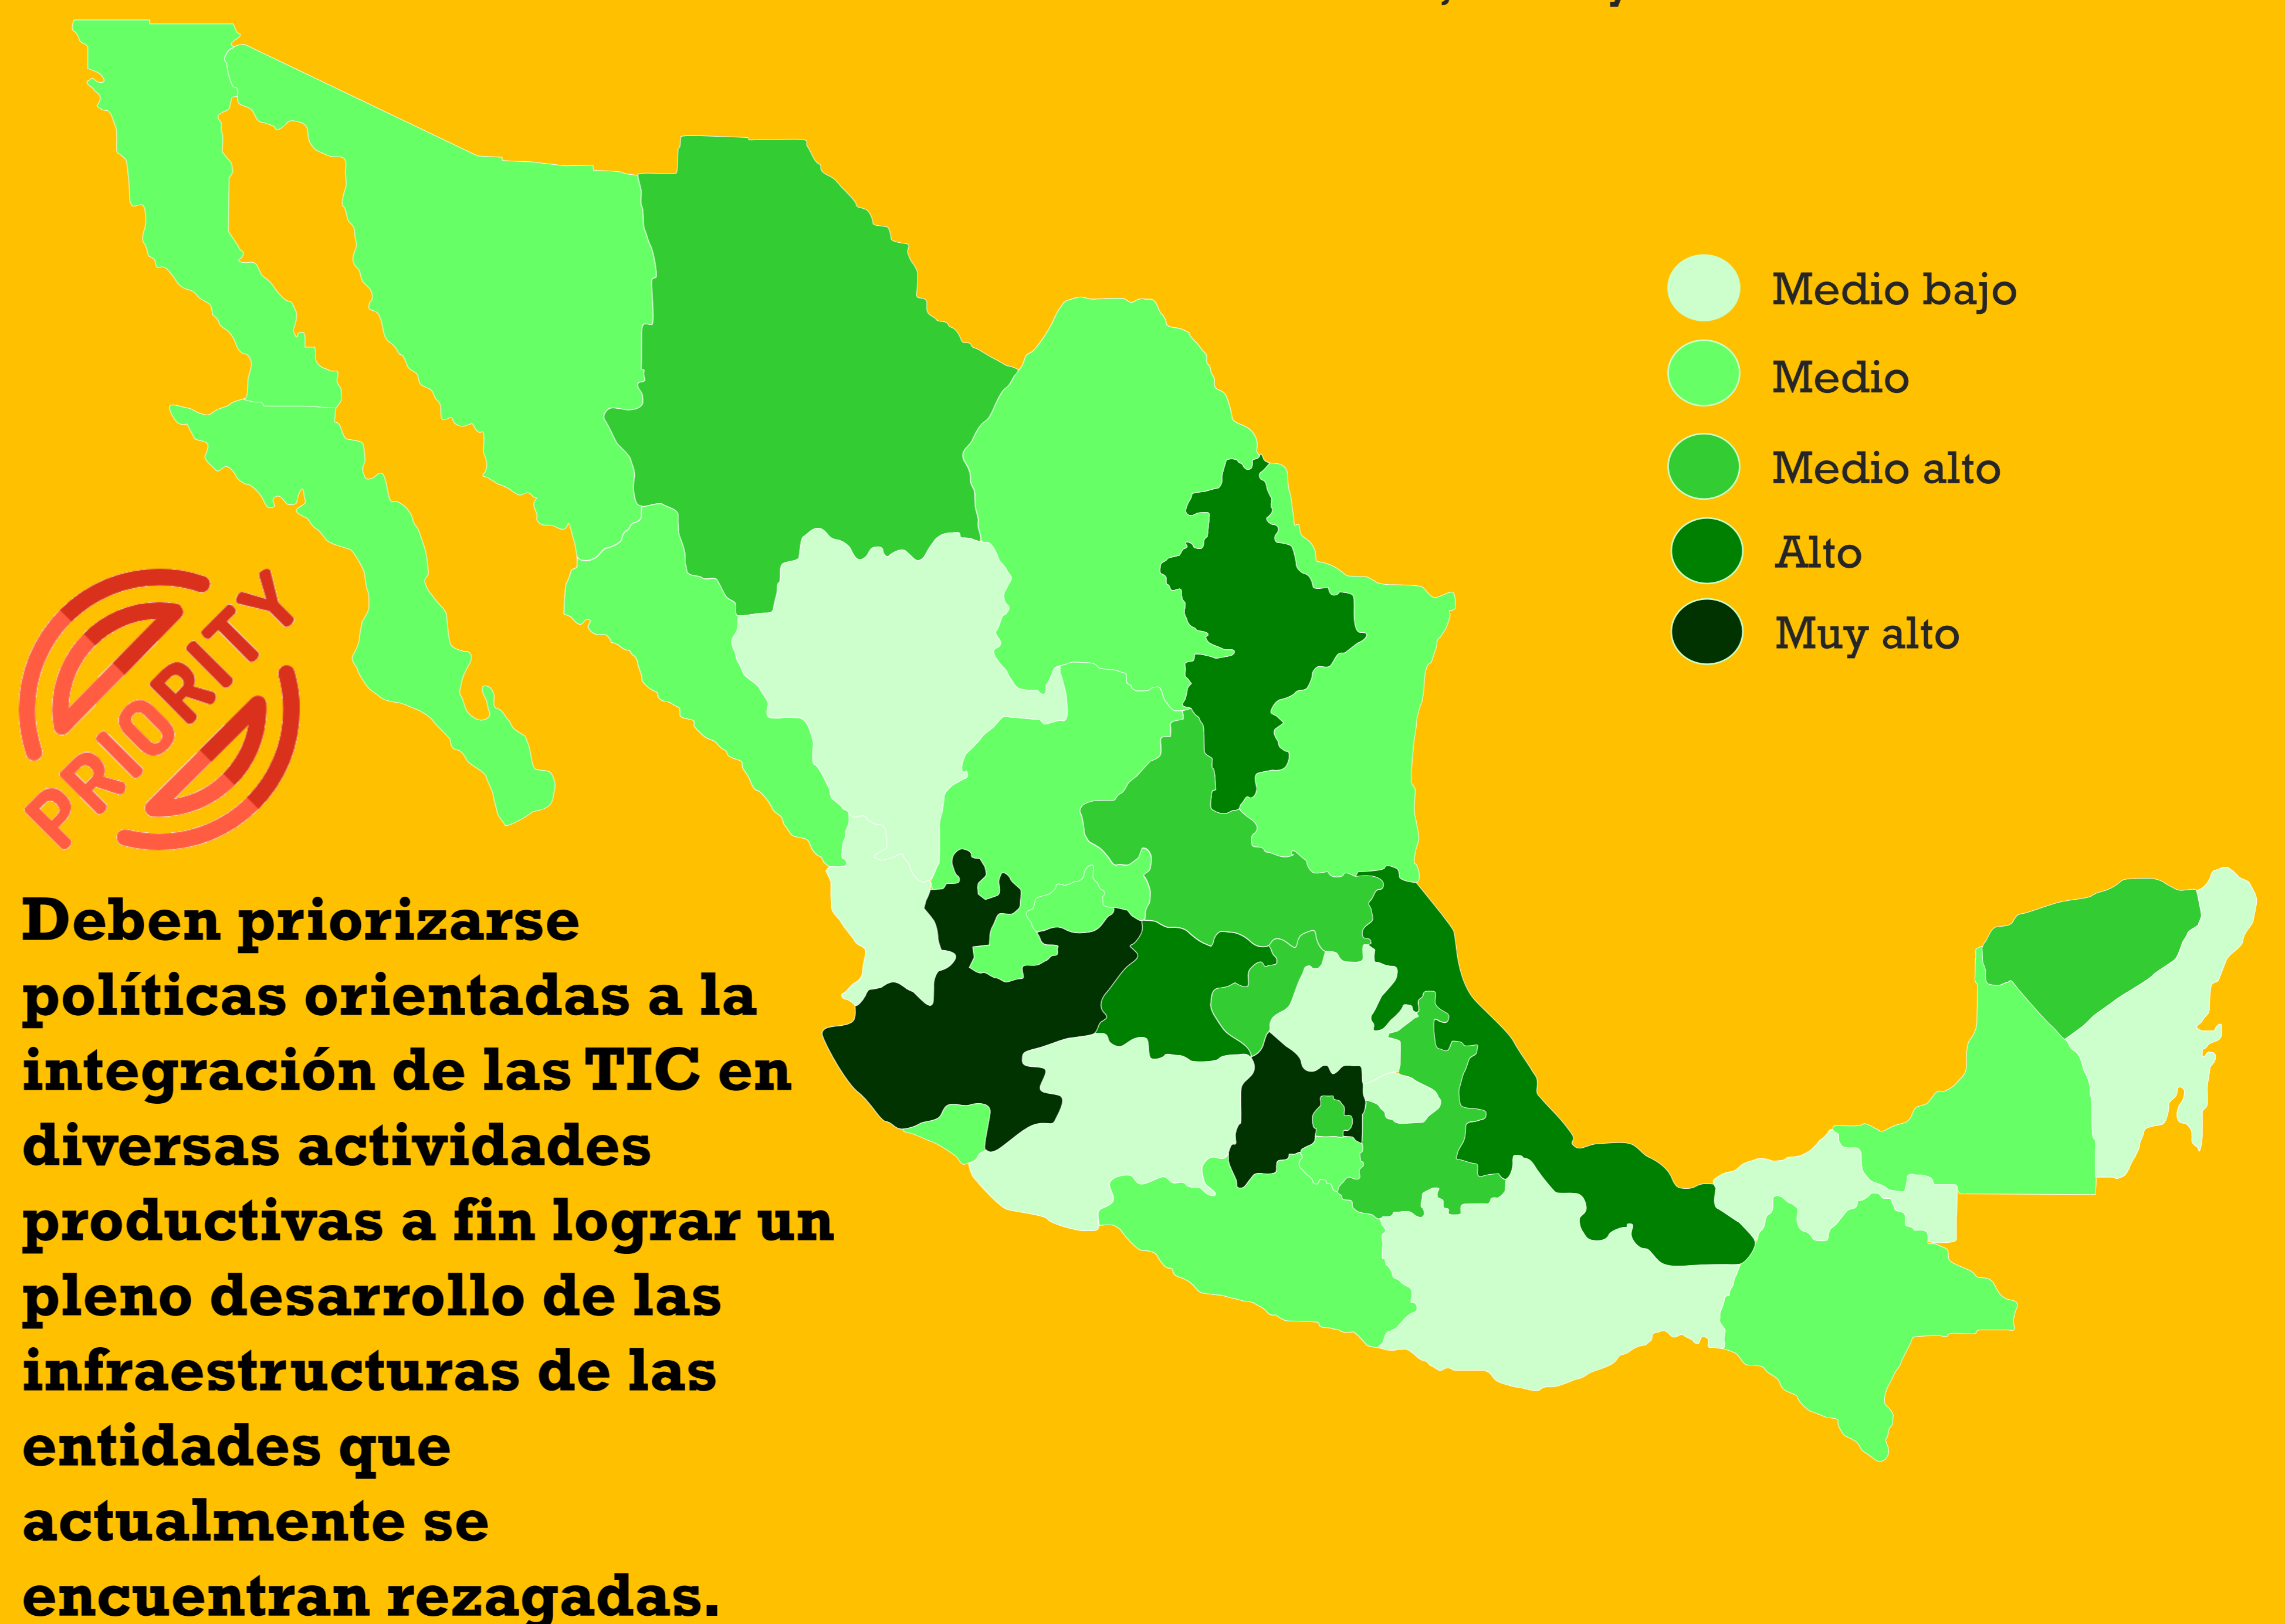 Medio bajo
Medio
Medio alto
Alto
Muy alto
PRIORITY
Deben priorizarse
políticas orientadas a la
integración de las TIC en
diversas actividades
productivas a fin lograr un
pleno desarrollo de las
infraestructuras de las
entidades que
actualmente se
encuentran rezagadas.